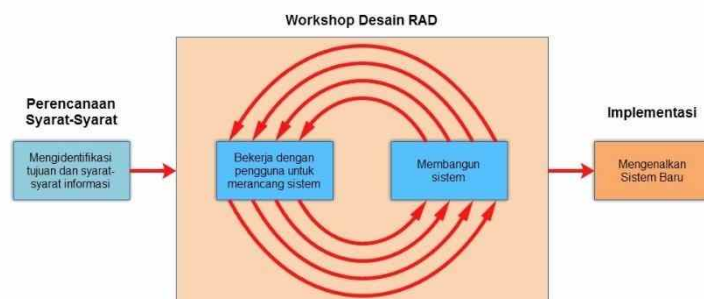 Workshop Desain RAD
Perencanaan
Syarat-Syarat
Mengidentifikasi
tujuan dan syarat-
syarat informasi
Bekerja dengan
pengguna untuk
merancang sistem
Membangun
sistem
Implementasi
Mengenalkan
Sistem Baru